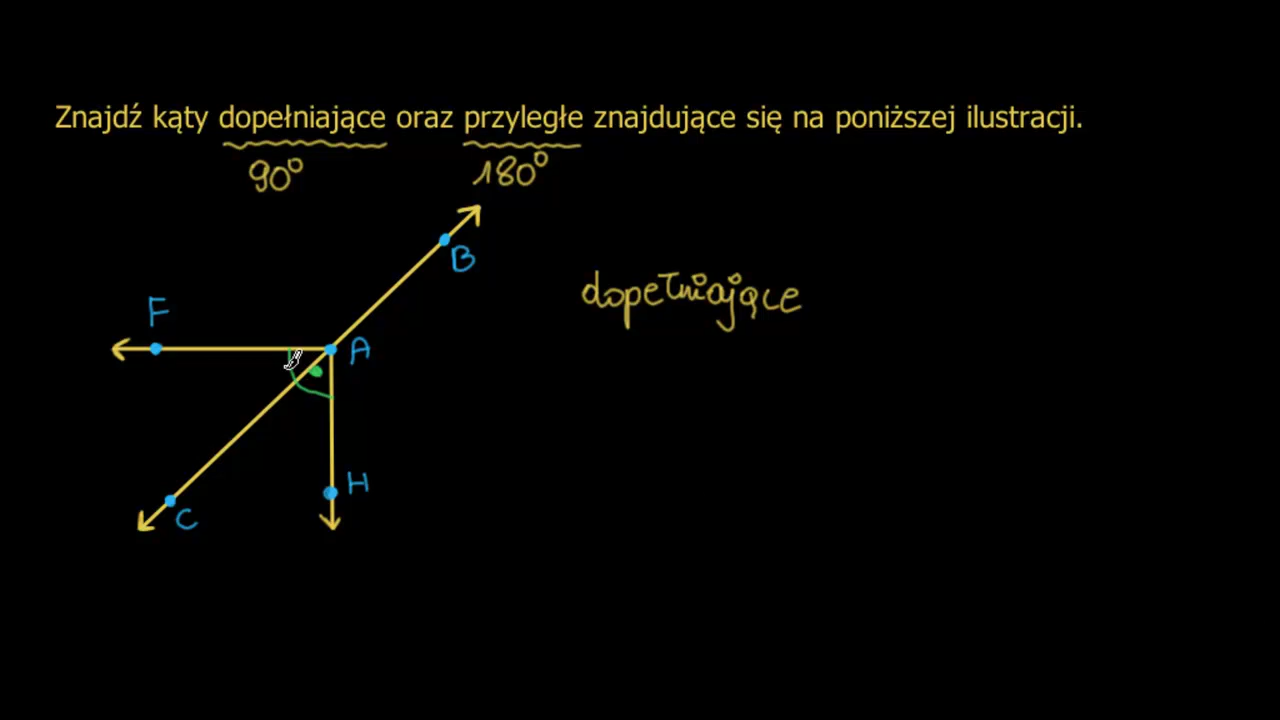 Znajdź kąty dopełniające oraz przyległe znajdujące się na poniższej ilustracji.
90° 180°
B
dopełniające
F
A
H
C